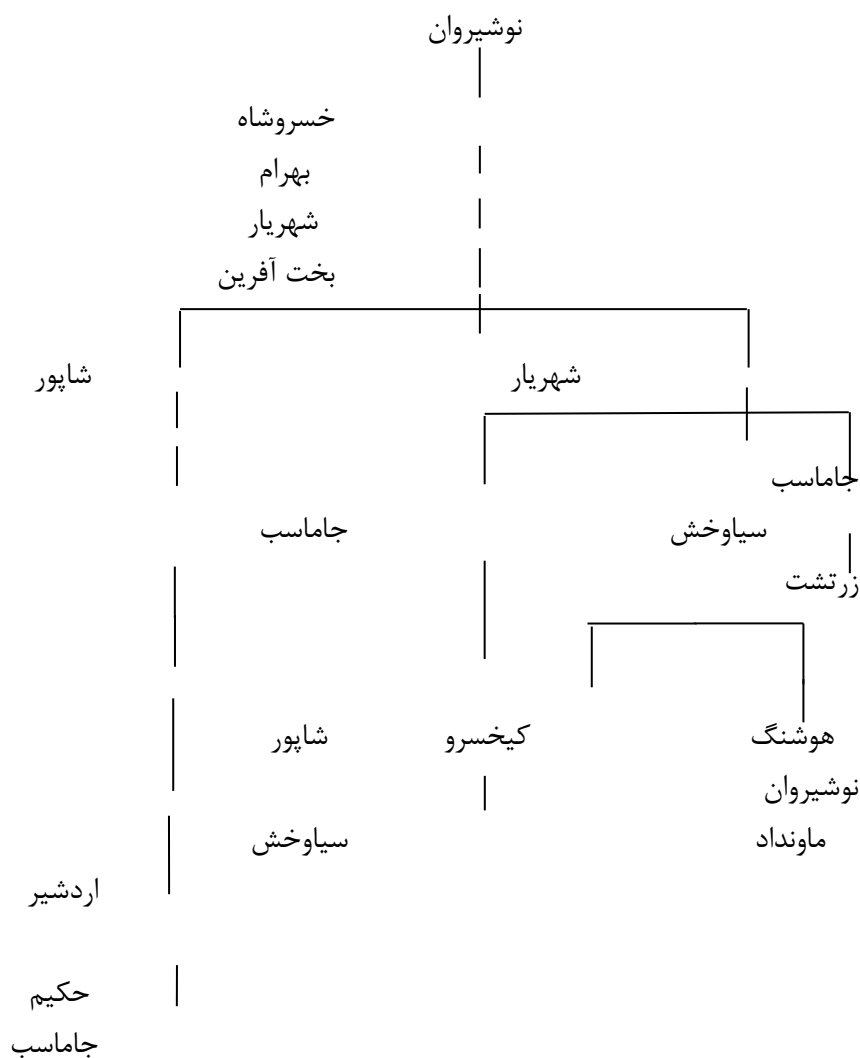 نوشیروان
خسروشاه
بهرام
شهریار
بخت آفرین
شهریار شاپور
جاماسب
سیاوخش جاماسب
زرتشت
هوشنگ کیخسرو شاپور
نوشیروان
ماونداد سیاوخش
اردشیر
حکیم
جاماسب